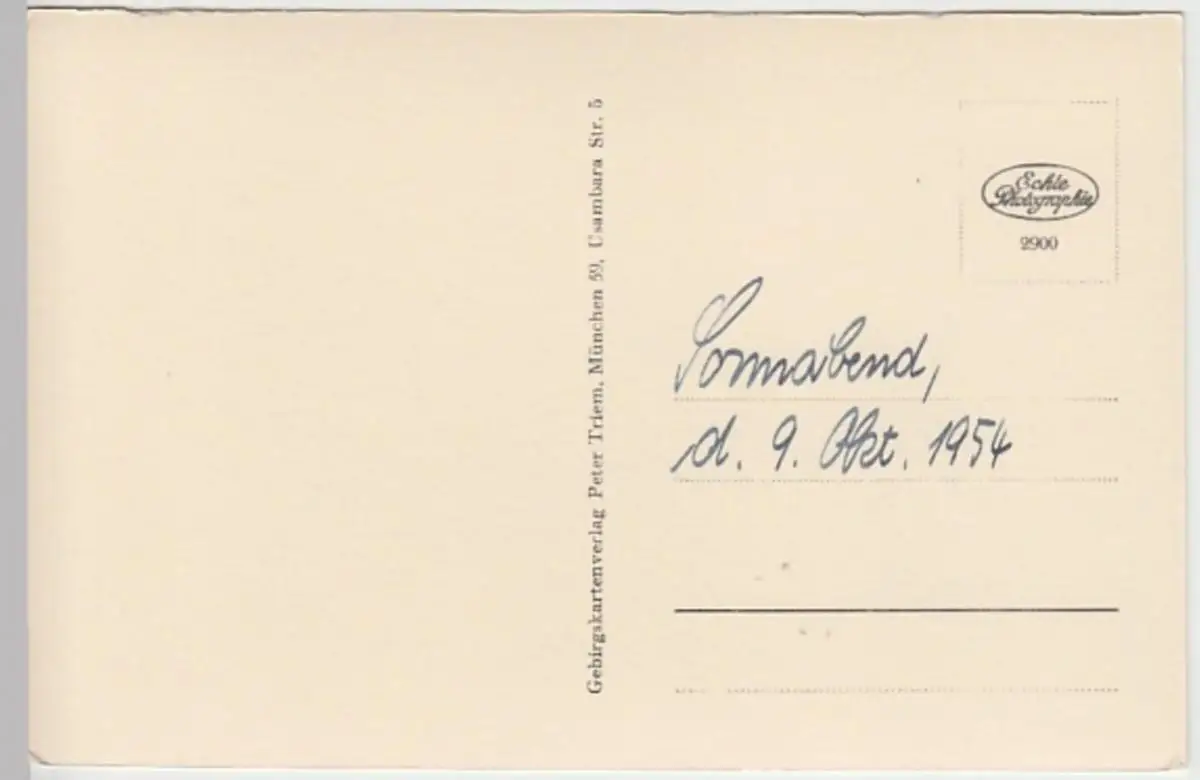 Gebirgskartenverlag Peter Triem, München 59, Usambara Str. 5
Echte
Photographie
2900
Sonnabend,
d. 9. Okt. 1954